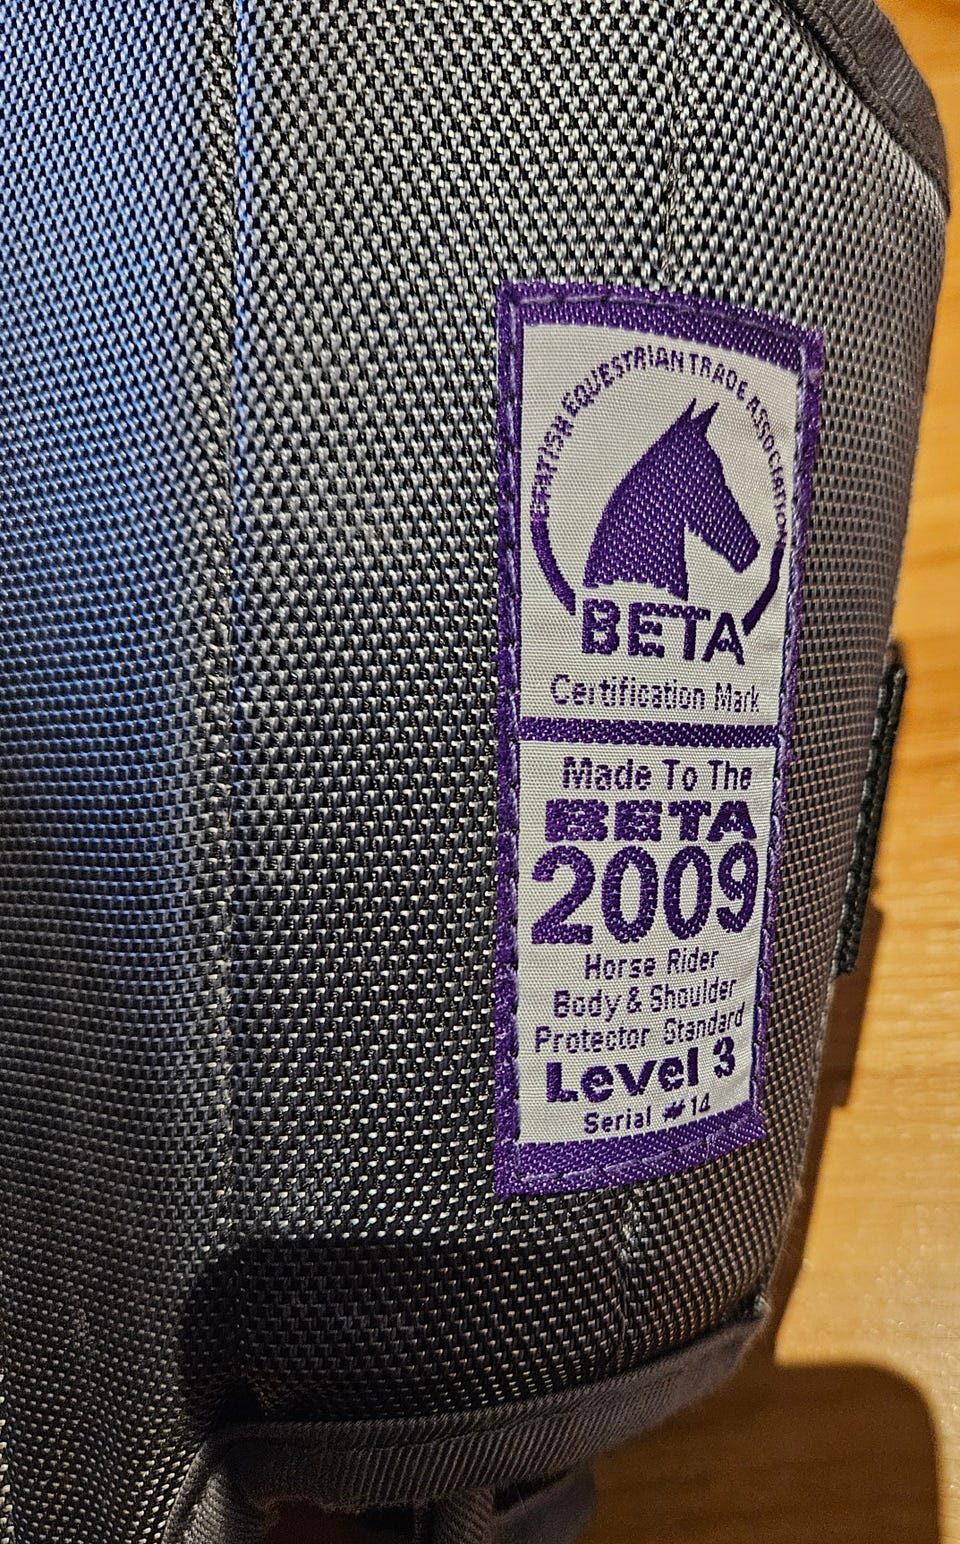 BRITISH EQUESTRIAN TRADE ASSOCIATION
BETA
Certification Mark
Made To The
BETA
2009
Horse Rider
Body & Shoulder
Protector Standard
Level 3
Serial # 14